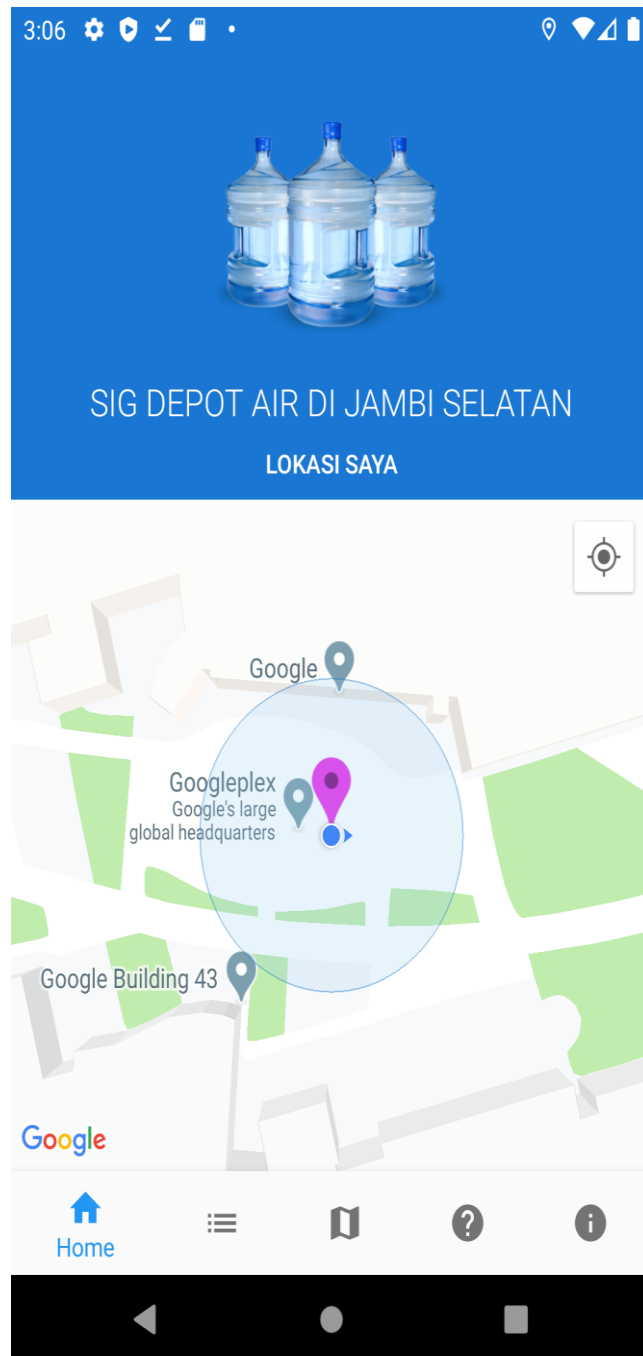 3:06
SIG DEPOT AIR DI JAMBI SELATAN
LOKASI SAYA
Google
Googleplex
Google's large
global headquarters
Google Building 43
Google
Home